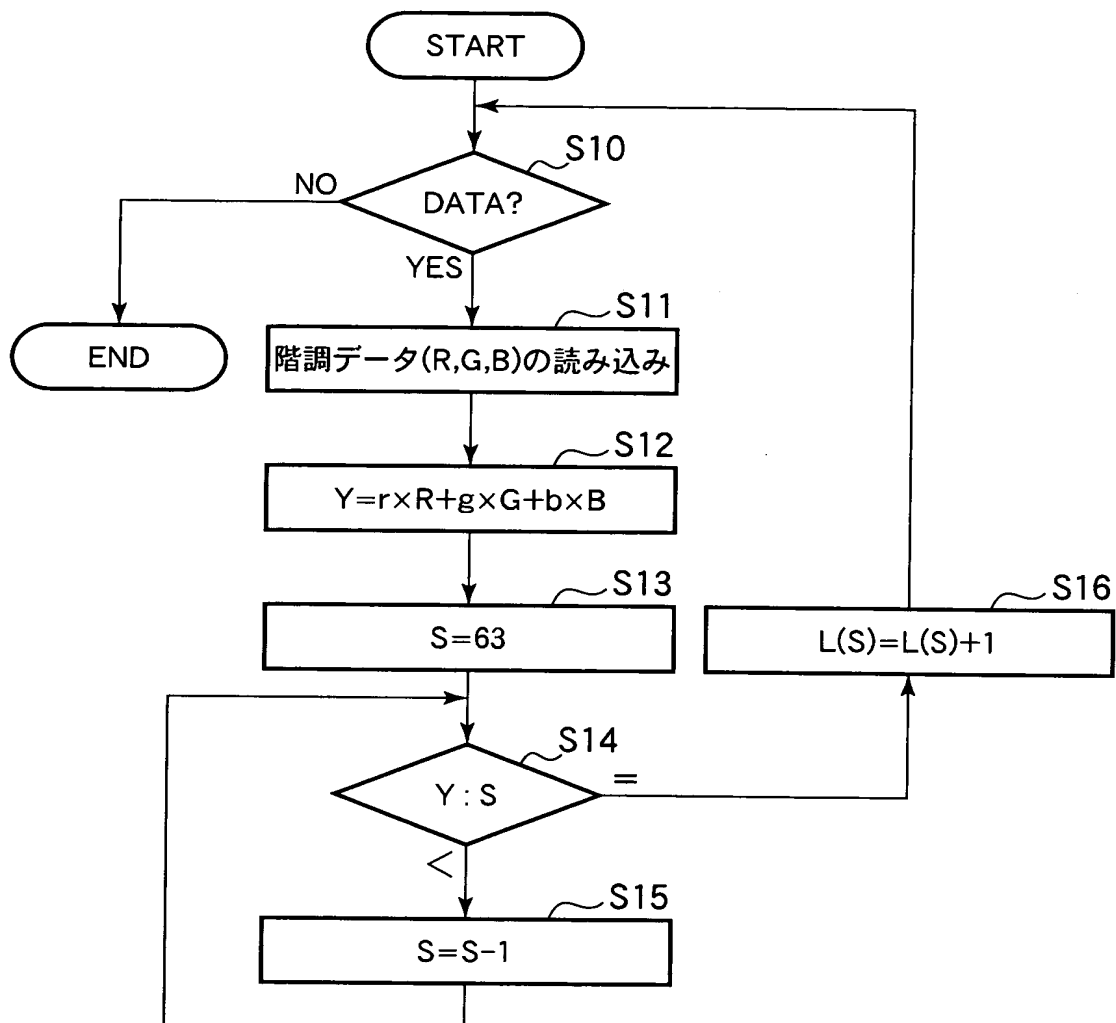 START
S10
DATA?
NO
YES
END
S11
階調データ(R,G,B)の読み込み
S12
Y=r×R+g×G+b×B
S13
S=63
S16
L(S)=L(S)+1
S14
Y : S
=
<
S15
S=S-1